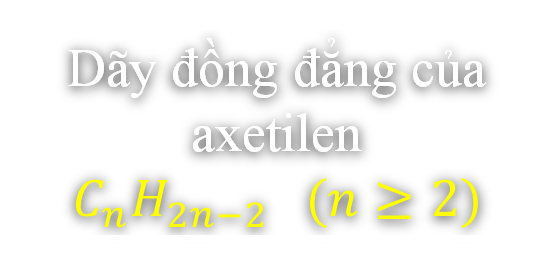 Dãy đồng đẳng của
axetilen
CₙH₂ₙ₋₂ (n ≥ 2)